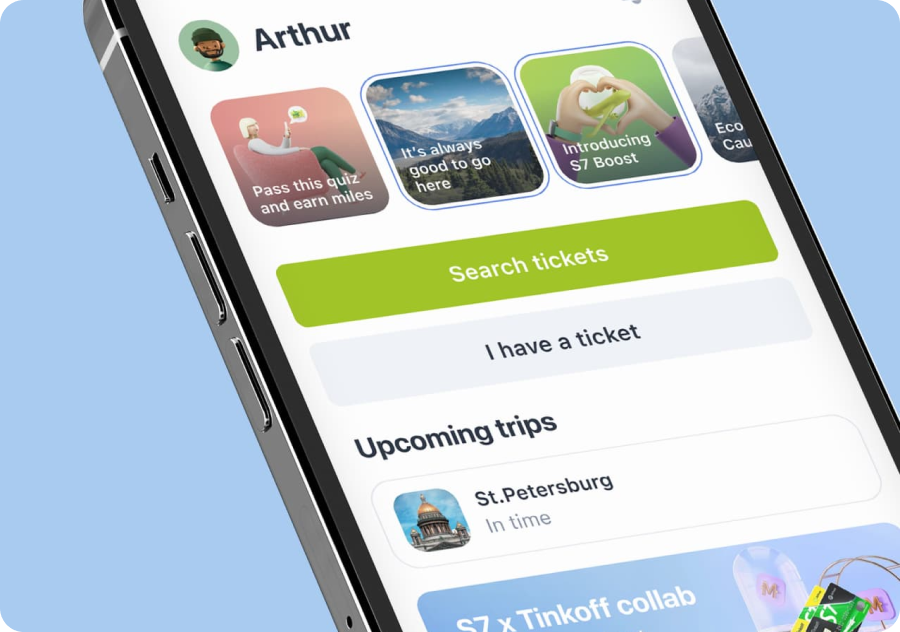 Arthur
Pass this quiz
and earn miles
It's always
good to go
here
Introducing
S7 Boost
Eco
Cau
Search tickets
I have a ticket
Upcoming trips
St.Petersburg
In time
S7 x Tinkoff collab